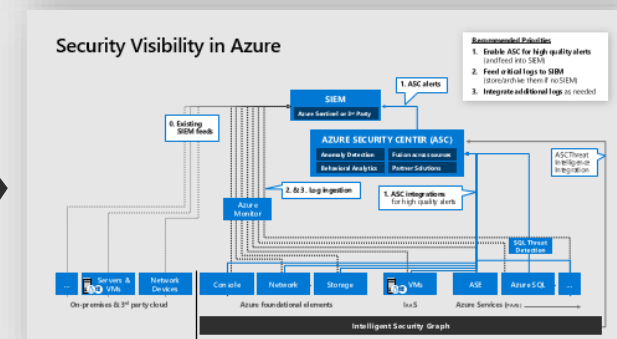 Security Visibility in Azure
Recommended Priorities
1. Enable ASC for high quality alerts
(and feed into SIEM)
2. Feed critical logs to SIEM
(store/archive them if no SIEM)
3. Integrate additional logs as needed
1. ASC alerts
SIEM
Azure Sentinel or 3rd Party
0. Existing
SIEM feeds
AZURE SECURITY CENTER (ASC)
Anomaly Detection
Fusion across sources
Behavioral Analytics
Partner Solutions
ASC Threat
Intelligence
Integration
2. & 3. Log ingestion
1. ASC integrations
for high quality alerts
Azure
Monitor
SQL Threat
Detection
...
Servers &
VMs
Network
Devices
Console
Network
Storage
VMs
ASE
Azure SQL
...
On-premises & 3rd party cloud
Azure foundational elements
IaaS
Azure Services (PaaS)
Intelligent Security Graph